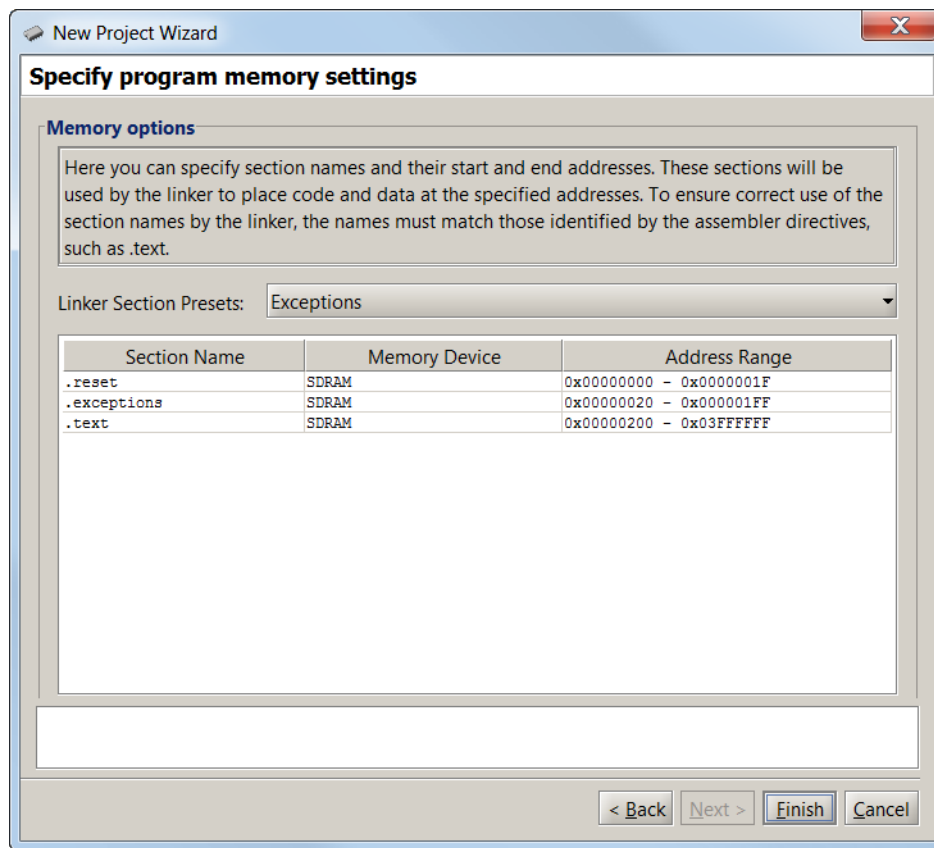 New Project Wizard
Specify program memory settings
Memory options
Here you can specify section names and their start and end addresses. These sections will be
used by the linker to place code and data at the specified addresses. To ensure correct use of the
section names by the linker, the names must match those identified by the assembler directives,
such as .text.
Linker Section Presets: Exceptions
Section Name Memory Device Address Range
.reset SDRAM 0x00000000 - 0x0000001F
.exceptions SDRAM 0x00000020 - 0x000001FF
.text SDRAM 0x00000200 - 0x03FFFFFF
< Back Next > Finish Cancel